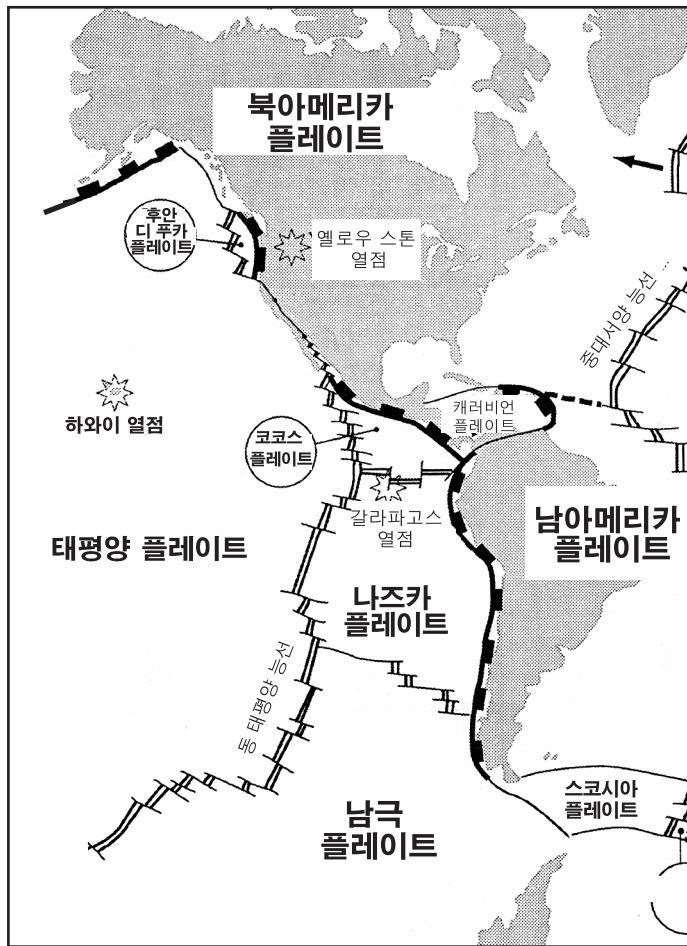 북아메리카
플레이트
후안
디 푸카
플레이트
옐로우 스톤
열점
중대서양 능선
하와이 열점
캐러비언
플레이트
코코스
플레이트
갈라파고스
열점
남아메리카
플레이트
태평양 플레이트
나즈카
플레이트
동 태평양 능선
스코시아
플레이트
남극
플레이트